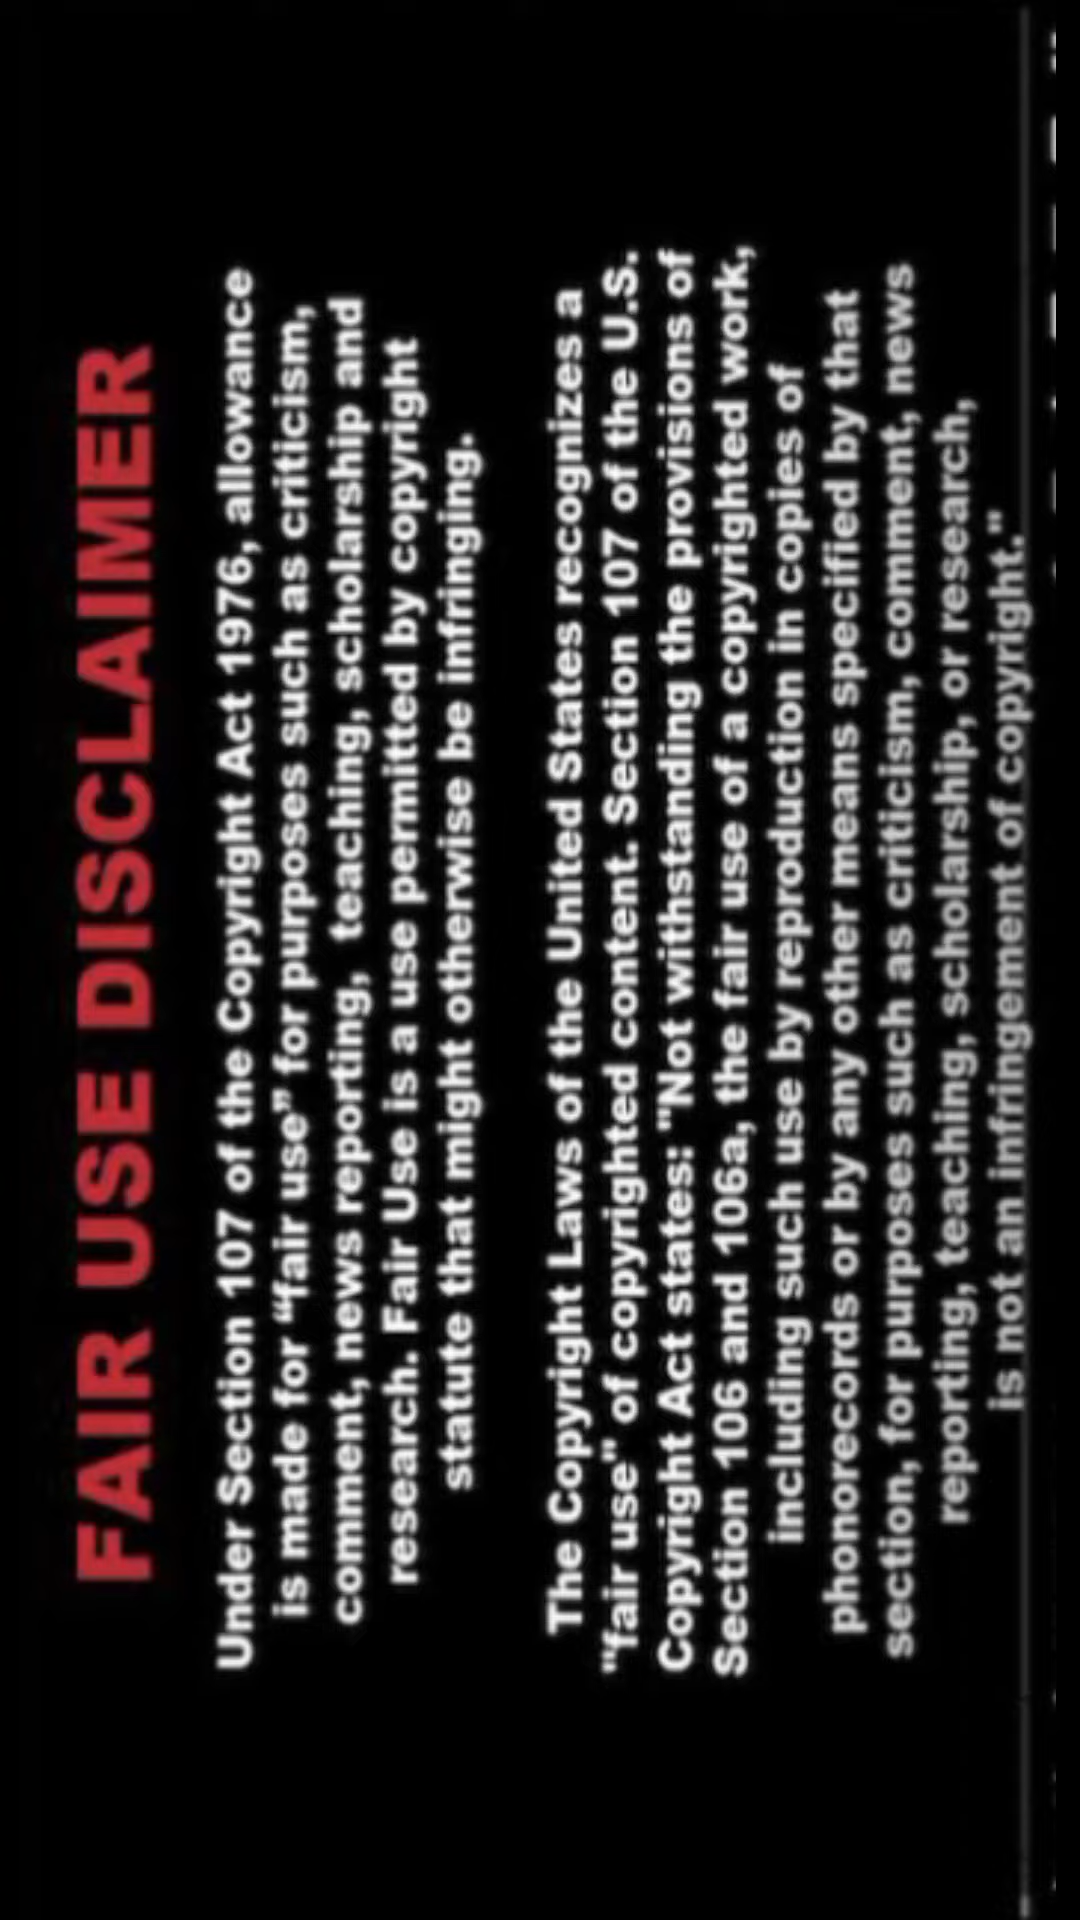 FAIR USE DISCLAIMER
Under Section 107 of the Copyright Act 1976, allowance
is made for “fair use” for purposes such as criticism,
comment, news reporting, teaching, scholarship and
research. Fair Use is a use permitted by copyright
statute that might otherwise be infringing.
The Copyright Laws of the United States recognizes a
"fair use" of copyrighted content. Section 107 of the U.S.
Copyright Act states: "Not withstanding the provisions of
Section 106 and 106a, the fair use of a copyrighted work,
including such use by reproduction in copies of
phonorecords or by any other means specified by that
section, for purposes such as criticism, comment, news
reporting, teaching, scholarship, or research,
is not an infringement of copyright."